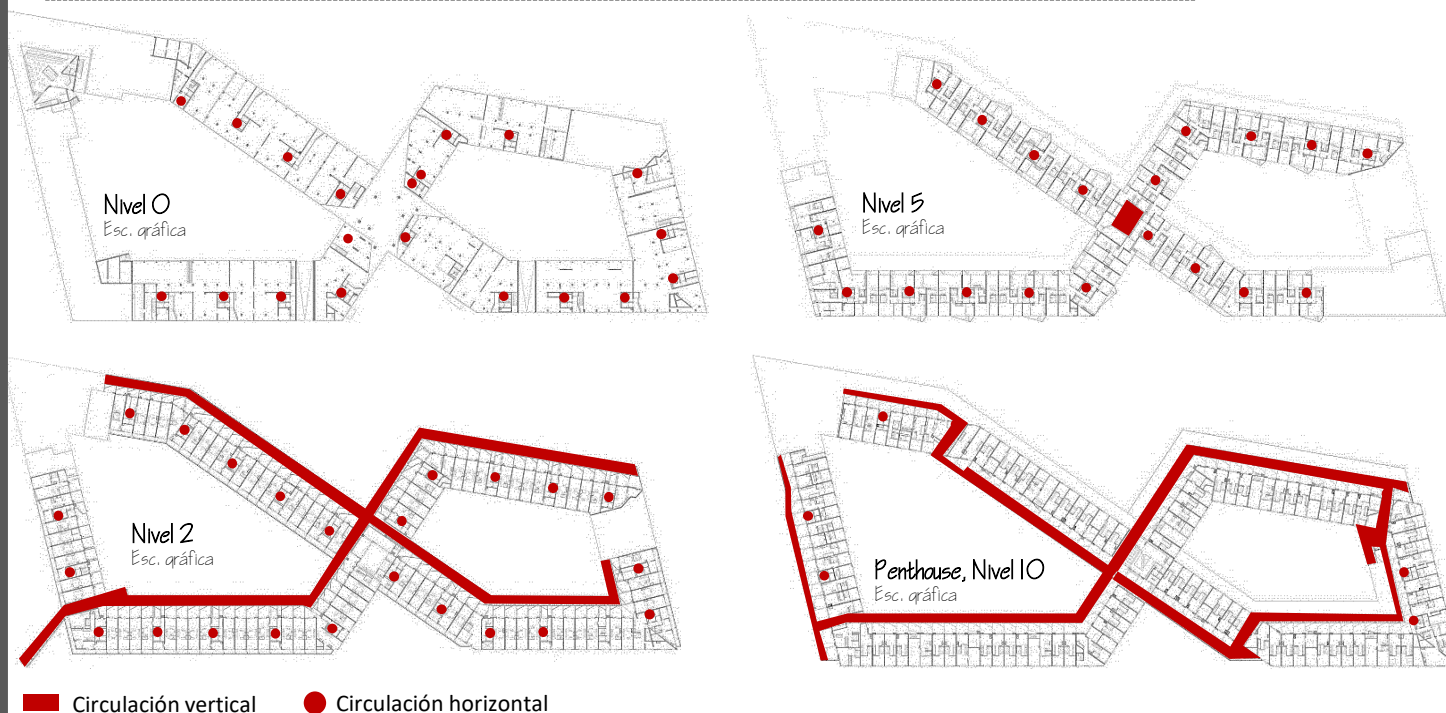 Nivel 0
Esc. gráfica
Nivel 5
Esc. gráfica
Nivel 2
Esc. gráfica
Penthouse, Nivel 10
Esc. gráfica
Circulación vertical
Circulación horizontal